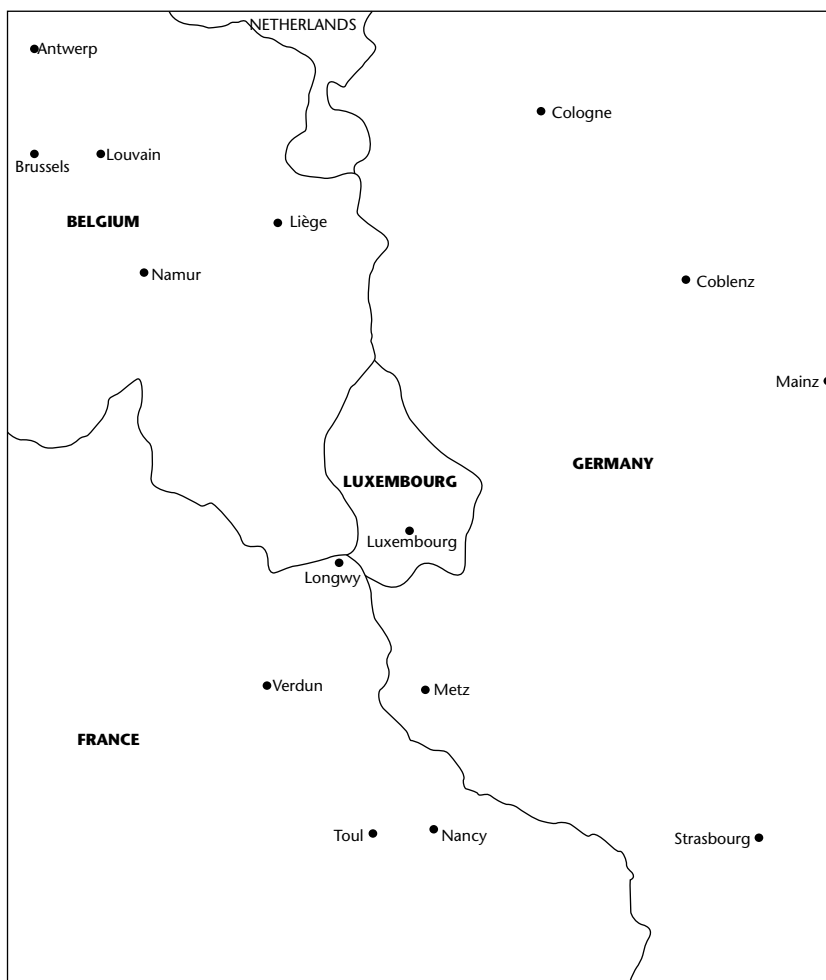 NETHERLANDS
Antwerp
Cologne
Brussels
Louvain
BELGIUM
Liège
Namur
Coblenz
Mainz
GERMANY
LUXEMBOURG
Luxembourg
Longwy
Verdun
Metz
FRANCE
Toul
Nancy
Strasbourg